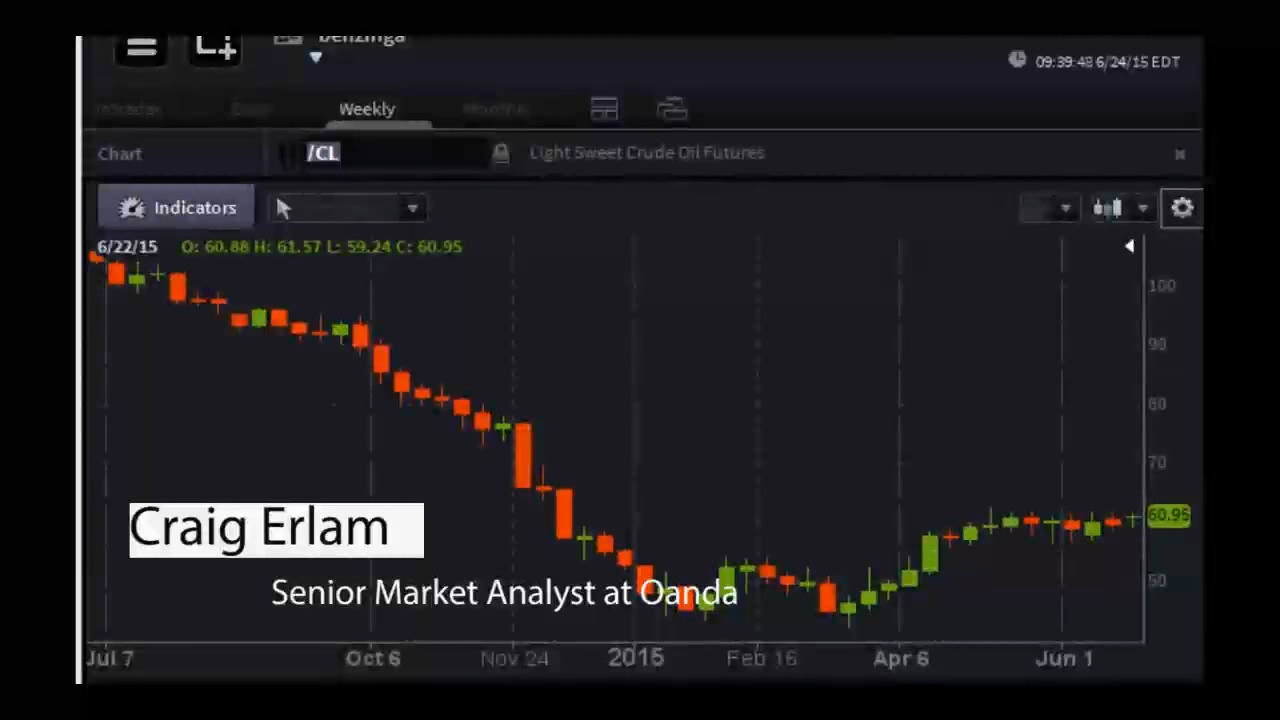 benzinga
09:39:48 6/24/15 EDT
Weekly
Chart /CL Light Sweet Crude Oil Futures
Indicators
6/22/15 O: 60.88 H: 61.57 L: 59.24 C: 60.95
100
90
80
70
60.95
50
Craig Erlam
Senior Market Analyst at Oanda
Jul 7 Oct 6 Nov 24 2015 Feb 16 Apr 6 Jun 1